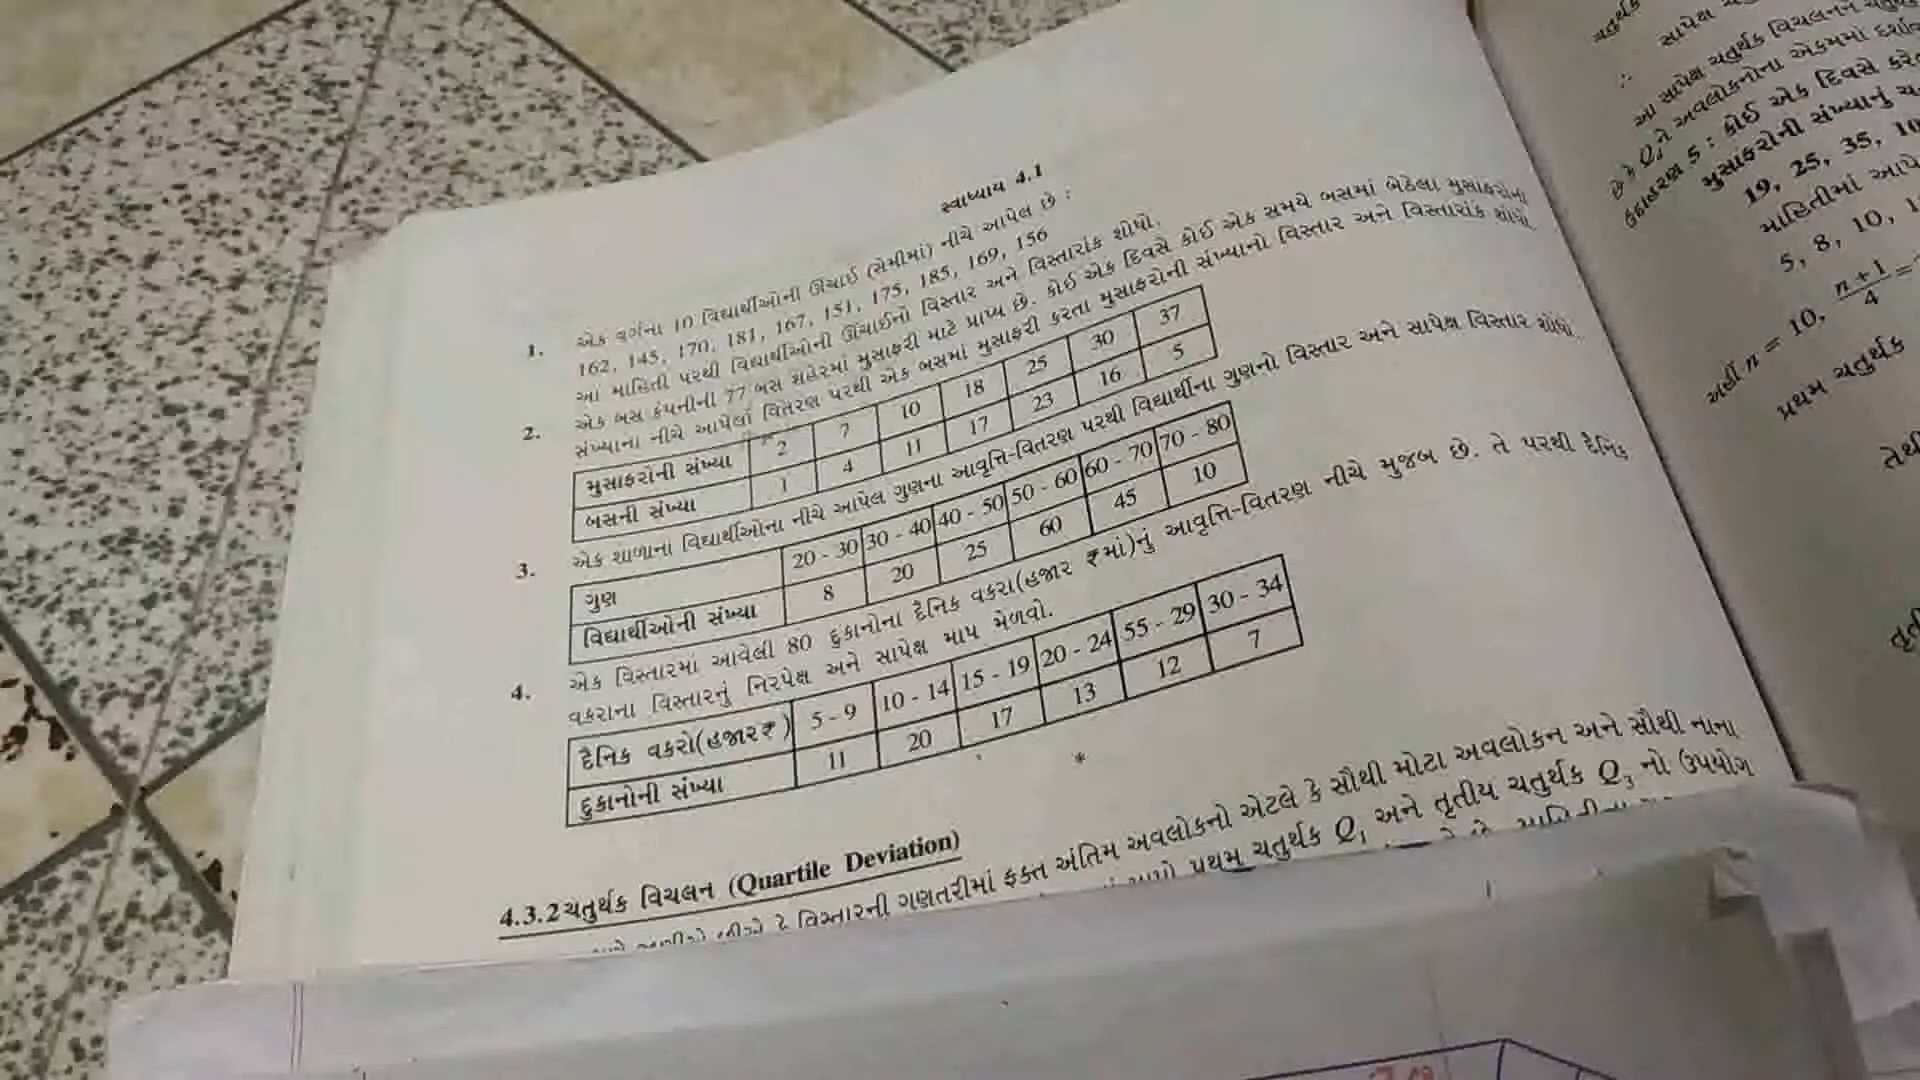 સ્વાધ્યાય 4.1
1. એક વર્ગના 10 વિદ્યાર્થીઓની ઊંચાઈ (સેમીમાં) નીચે આપેલ છે :
162, 145, 170, 181, 167, 151, 175, 185, 169, 156
આ માહિતી પરથી વિદ્યાર્થીઓની ઊંચાઈનો વિસ્તાર અને વિસ્તારાંક શોધો.
2. એક બસ કંપનીની 77 બસ શહેરમાં મુસાફરી માટે પ્રાપ્ય છે. કોઈ એક દિવસે કોઈ એક સમયે બસમાં બેઠેલા મુસાફરોની
સંખ્યાના નીચે આપેલાં વિતરણ પરથી એક બસમાં મુસાફરી કરતા મુસાફરોની સંખ્યાનો વિસ્તાર અને વિસ્તારાંક શોધો
મુસાફરોની સંખ્યા 2 7 10 18 25 30 37
બસની સંખ્યા 1 4 11 17 23 16 5
3. એક શાળાના વિદ્યાર્થીઓના નીચે આપેલ ગુણના આવૃત્તિ-વિતરણ પરથી વિદ્યાર્થીના ગુણનો વિસ્તાર અને સાપેક્ષ વિસ્તાર શોધો.
ગુણ 20 - 30 30 - 40 40 - 50 50 - 60 60 - 70 70 - 80
વિદ્યાર્થીઓની સંખ્યા 8 20 25 60 45 10
4. એક વિસ્તારમાં આવેલી 80 દુકાનોના દૈનિક વકરા(હજાર ₹માં)નું આવૃત્તિ-વિતરણ નીચે મુજબ છે. તે પરથી દૈનિક
વકરાના વિસ્તારનું નિરપેક્ષ અને સાપેક્ષ માપ મેળવો.
દૈનિક વકરો(હજાર₹) 5 - 9 10 - 14 15 - 19 20 - 24 55 - 29 30 - 34
દુકાનોની સંખ્યા 11 20 17 13 12 7
*
4.3.2 ચતુર્થક વિચલન (Quartile Deviation)
વિસ્તારની ગણતરીમાં ફક્ત અંતિમ અવલોકનો એટલે કે સૌથી મોટા અવલોકન અને સૌથી નાના
પ્રથમ ચતુર્થક Q₁ અને તૃતીય ચતુર્થક Q₃ નો ઉપયોગ
ચતુર્થક
સાપેક્ષ
∴
આ સાપેક્ષ ચતુર્થક વિચલનને
અવલોકનોના એકમમાં
ઉદાહરણ 5 : કોઈ એક દિવસે
મુસાફરોની સંખ્યાનું
19, 25, 35, 10
માહિતીમાં
5, 8, 10,
અહીં n = 10, n + 1 / 4 =
પ્રથમ ચતુર્થક